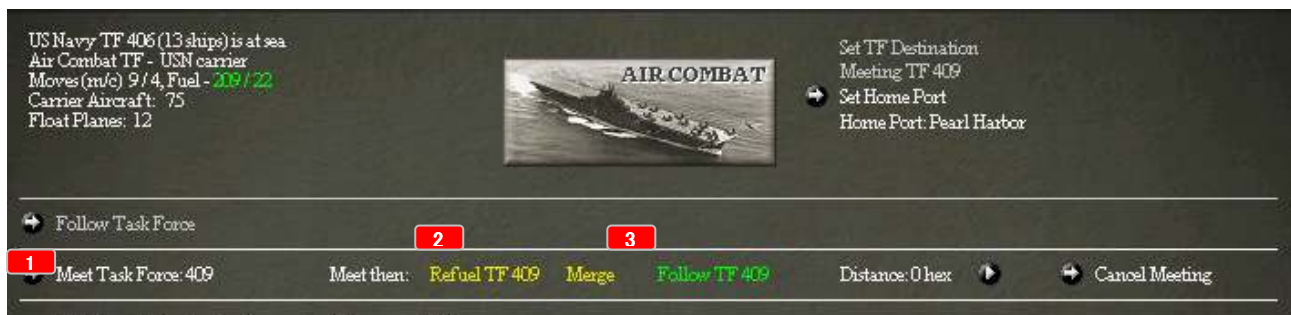 US Navy TF 406 (13 ships) is at sea
Air Combat TF - USN carrier
Moves (m/c) 9 / 4, Fuel - 209 / 22
Carrier Aircraft: 75
Float Planes: 12
AIR COMBAT
Set TF Destination
Meeting TF 409
Set Home Port
Home Port: Pearl Harbor
Follow Task Force
2 3
1
Meet Task Force: 409 Meet then: Refuel TF 409 Merge Follow TF 409 Distance: 0 hex Cancel Meeting